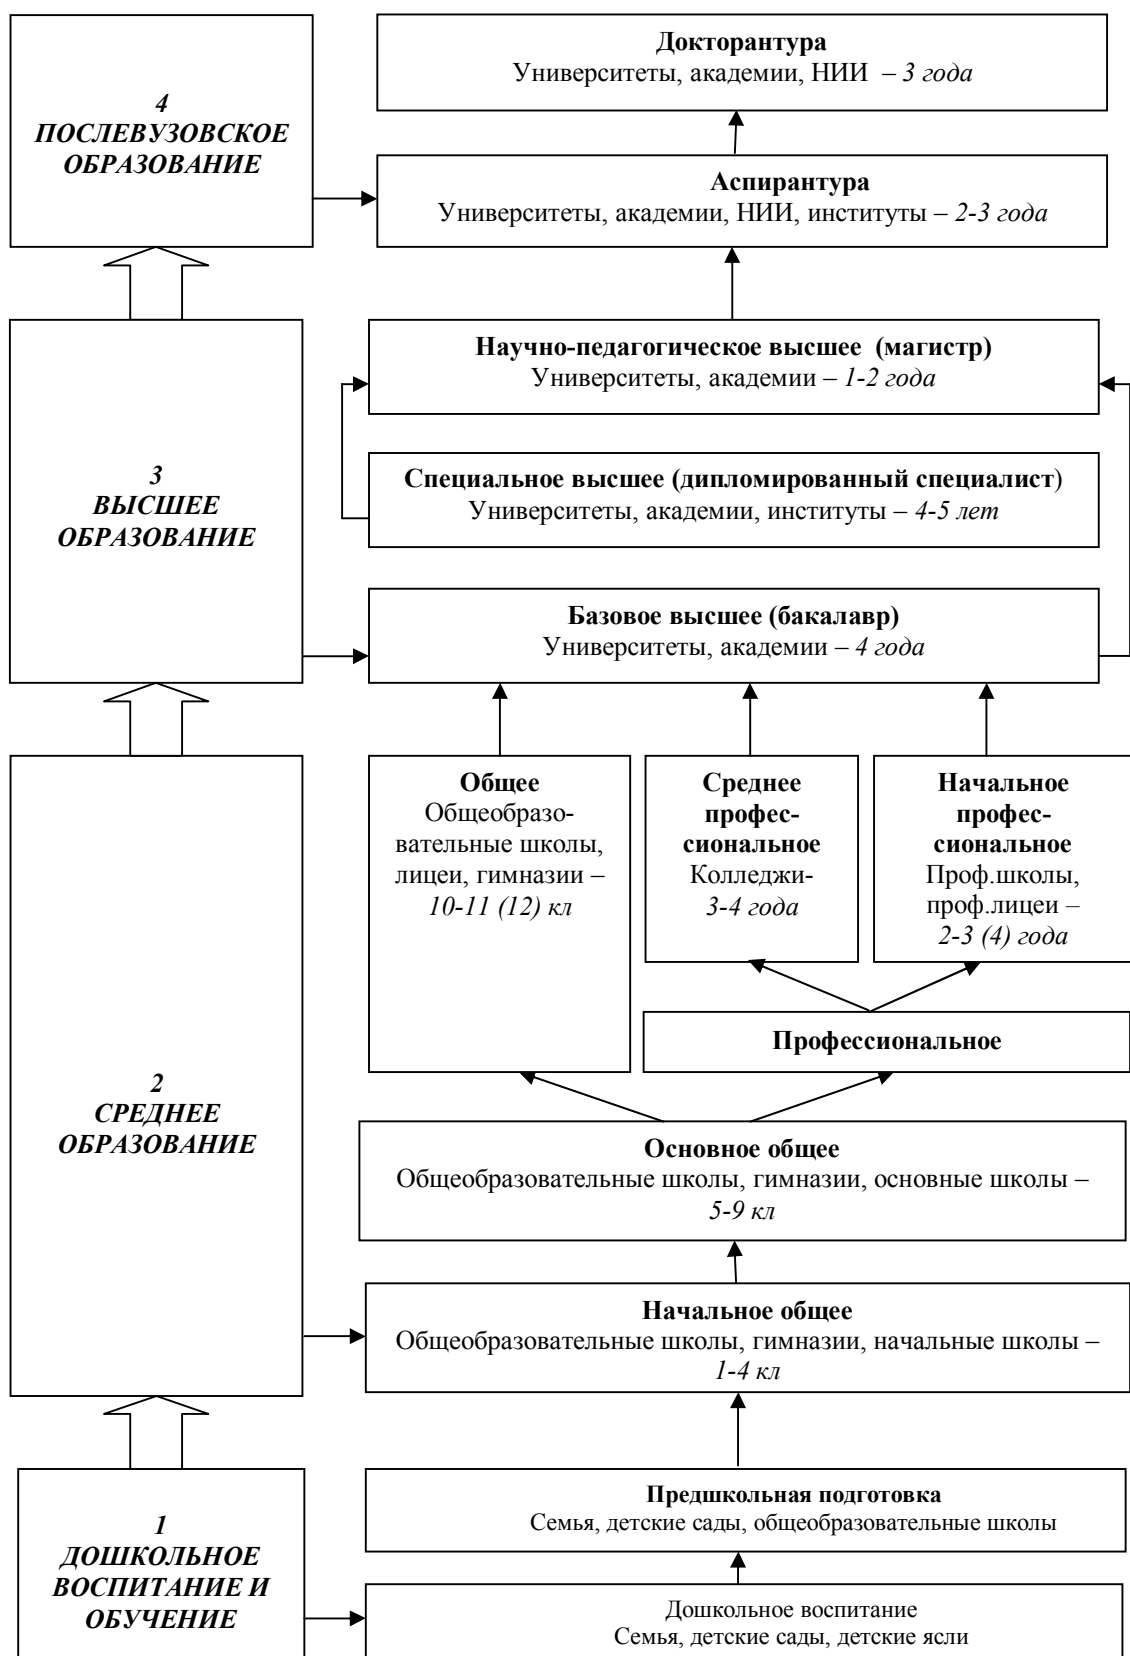 4
ПОСЛЕВУЗОВСКОЕ
ОБРАЗОВАНИЕ
Докторантура
Университеты, академии, НИИ – 3 года
Аспирантура
Университеты, академии, НИИ, институты – 2-3 года
3
ВЫСШЕЕ
ОБРАЗОВАНИЕ
Научно-педагогическое высшее (магистр)
Университеты, академии – 1-2 года
Специальное высшее (дипломированный специалист)
Университеты, академии, институты – 4-5 лет
Базовое высшее (бакалавр)
Университеты, академии – 4 года
2
СРЕДНЕЕ
ОБРАЗОВАНИЕ
Общее
Общеобразо-
вательные школы,
лицеи, гимназии –
10-11 (12) кл
Среднее
профес-
сиональное
Колледжи-
3-4 года
Начальное
профес-
сиональное
Проф.школы,
проф.лицеи –
2-3 (4) года
Профессиональное
Основное общее
Общеобразовательные школы, гимназии, основные школы –
5-9 кл
Начальное общее
Общеобразовательные школы, гимназии, начальные школы –
1-4 кл
1
ДОШКОЛЬНОЕ
ВОСПИТАНИЕ И
ОБУЧЕНИЕ
Предшкольная подготовка
Семья, детские сады, общеобразовательные школы
Дошкольное воспитание
Семья, детские сады, детские ясли